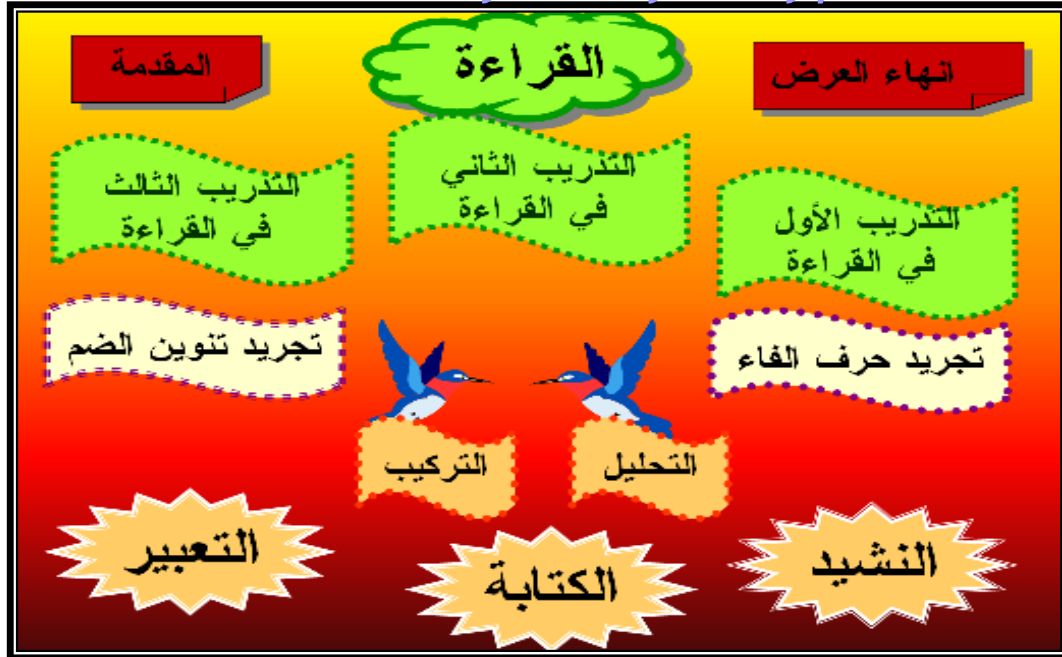 انهاء العرض
القراءة
المقدمة
التدريب الأول
في القراءة
التدريب الثاني
في القراءة
التدريب الثالث
في القراءة
تجريد حرف الفاء
تجريد تنوين الضم
التحليل
التركيب
النشيد
الكتابة
التعبير